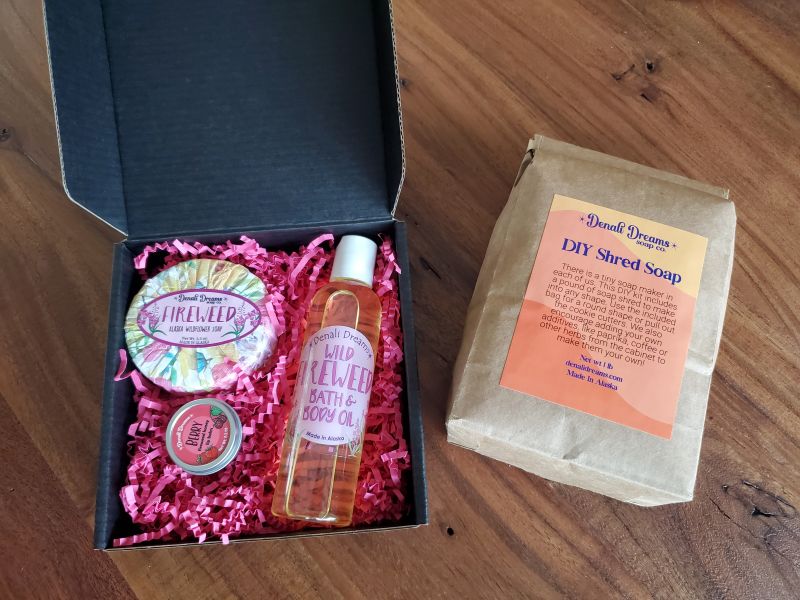 Denali Dreams
SOAP CO.
FIREWEED
ALASKA WILDFLOWER SOAP
Denali Dreams
BERRY
Denali Dreams
WILD
FIREWEED
BATH &
BODY OIL
Made in Alaska
Denali Dreams
soap co.
DIY Shred Soap
There is a tiny soap maker in
each of us. This DIY kit includes
a pound of soap shred to make
into any shape. Use the included
bag for a round shape or pull out
the cookie cutters. We also
encourage adding your own
additives, like paprika, coffee or
other herbs from the cabinet to
make them your own!
Net wt 1 lb
denalidreams.com
Made In Alaska